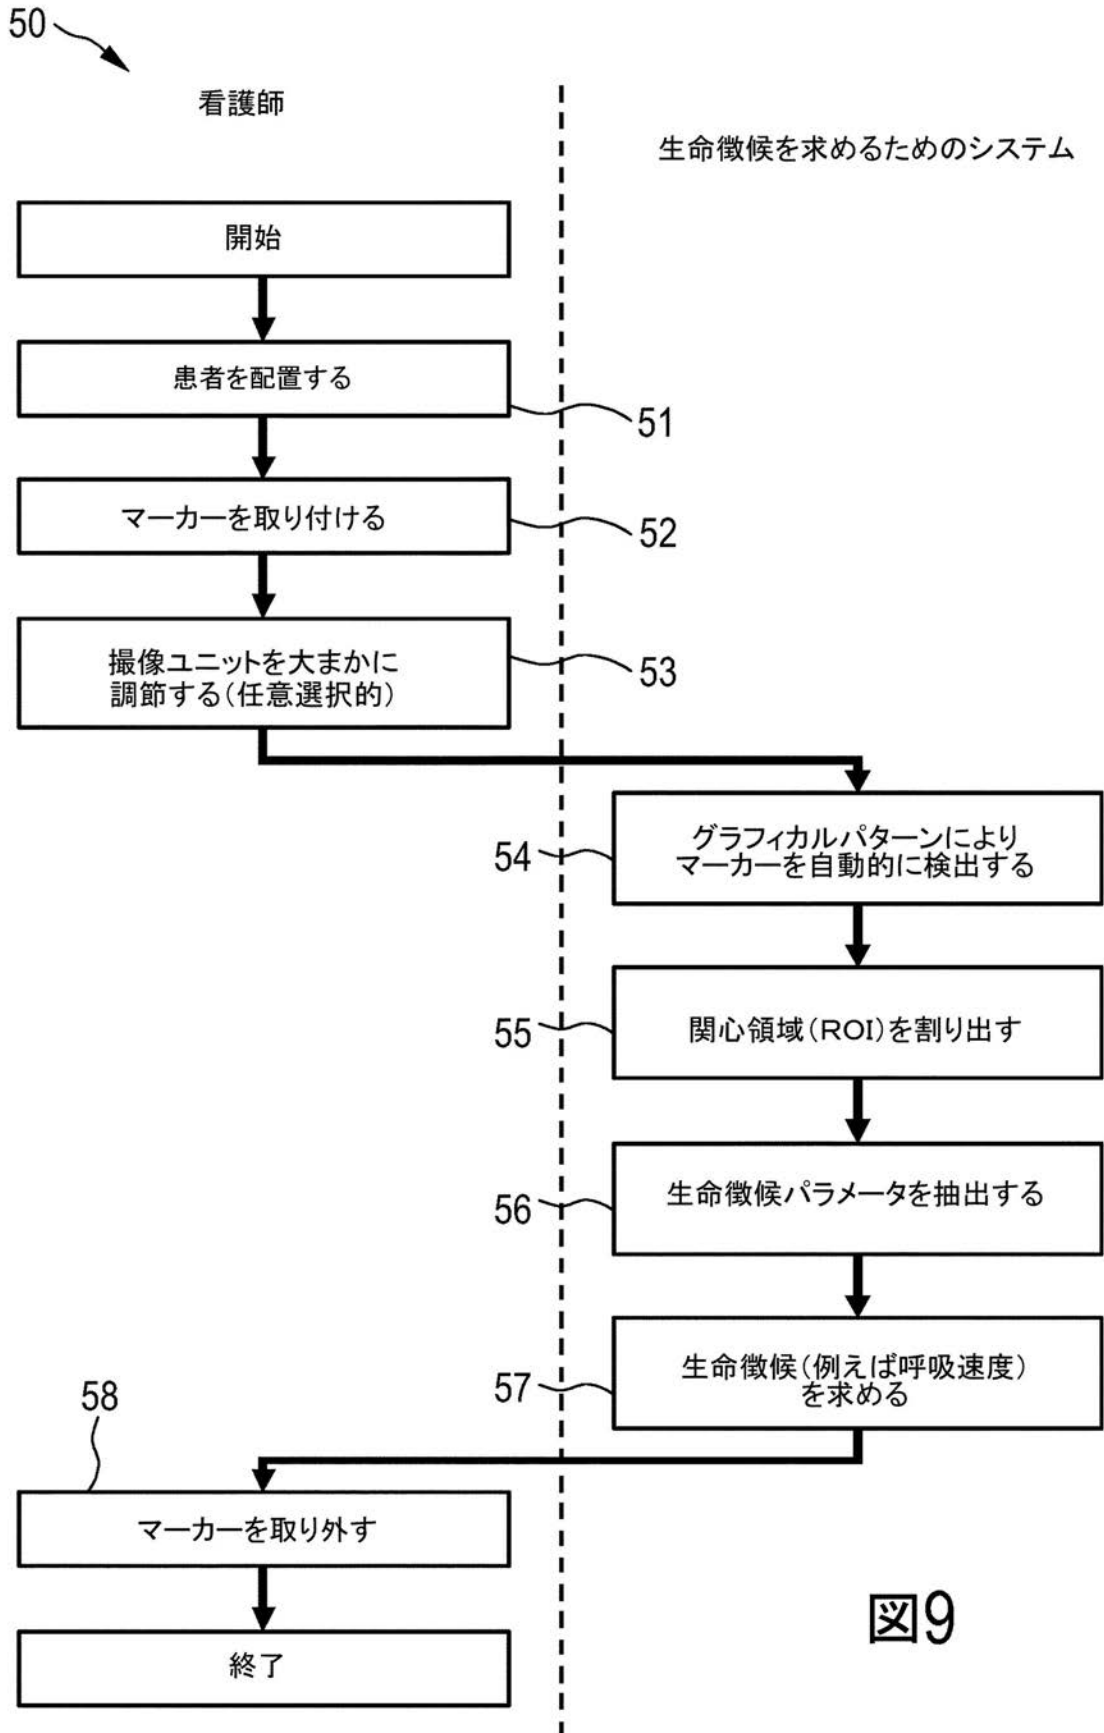 50
看護師
生命徴候を求めるためのシステム
開始
患者を配置する
51
マーカーを取り付ける
52
撮像ユニットを大まかに
調節する(任意選択的)
53
グラフィカルパターンにより
マーカーを自動的に検出する
54
関心領域(ROI)を割り出す
55
生命徴候パラメータを抽出する
56
生命徴候(例えば呼吸速度)
を求める
57
58
マーカーを取り外す
終了
図9